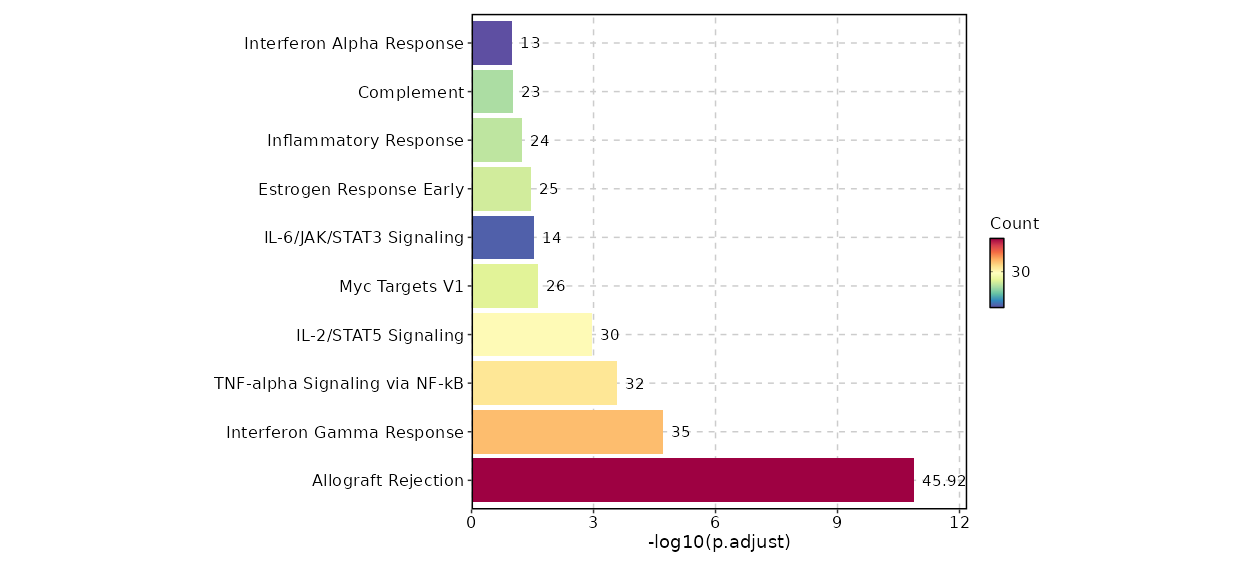 Interferon Alpha Response 13
Complement 23
Inflammatory Response 24
Estrogen Response Early 25
IL-6/JAK/STAT3 Signaling 14
Myc Targets V1 26
IL-2/STAT5 Signaling 30
TNF-alpha Signaling via NF-kB 32
Interferon Gamma Response 35
Allograft Rejection 45.92
0 3 6 9 12
-log10(p.adjust)
Count
30